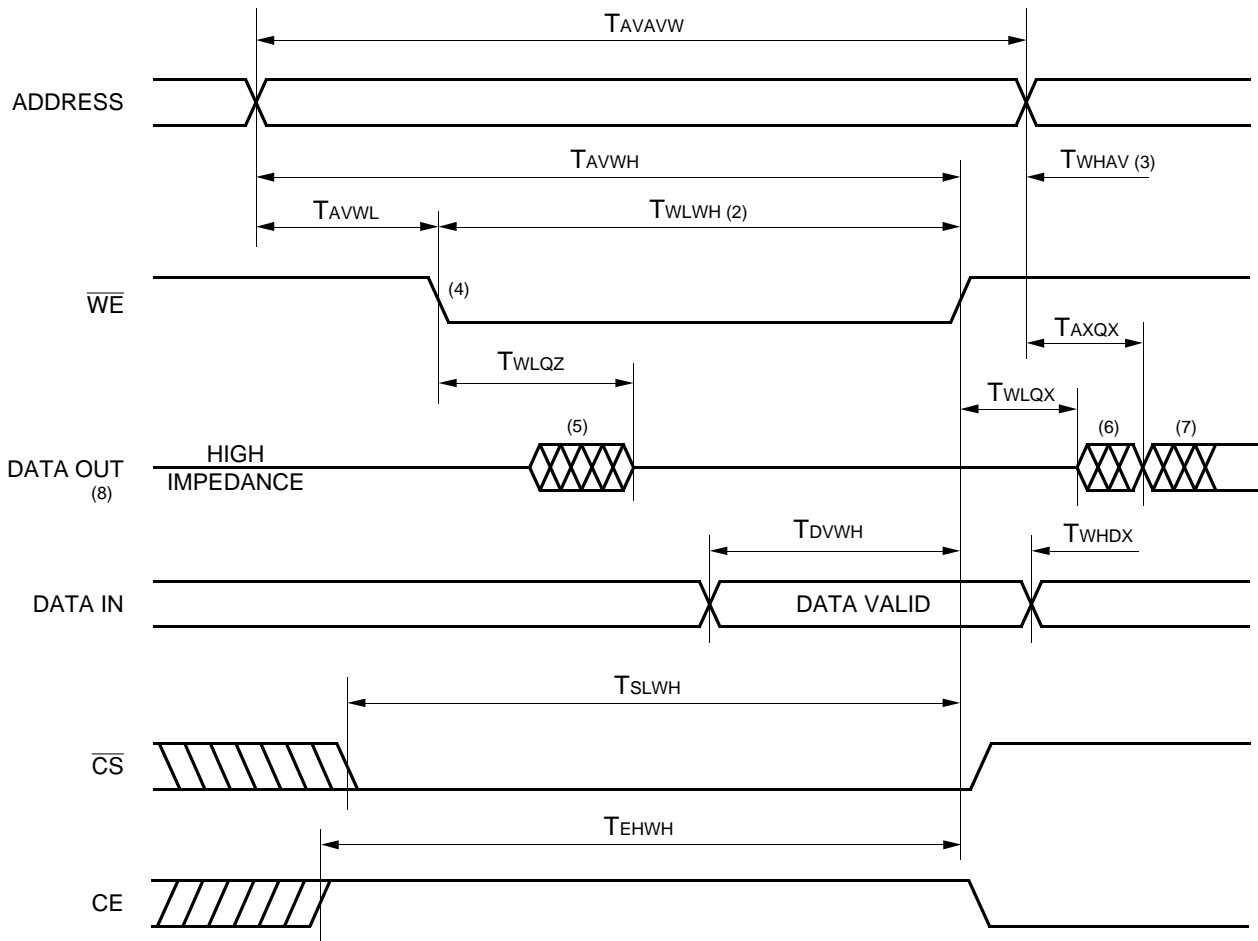 TAVAVW
ADDRESS
TAVWH
TWHAV (3)
TAVWL
TWLWH (2)
WE
(4)
TAXQX
TWLQZ
TWLQX
(5)
(6)
(7)
DATA OUT
(8)
HIGH
IMPEDANCE
TDVWH
TWHDX
DATA IN
DATA VALID
TSLWH
CS
TEHWH
CE